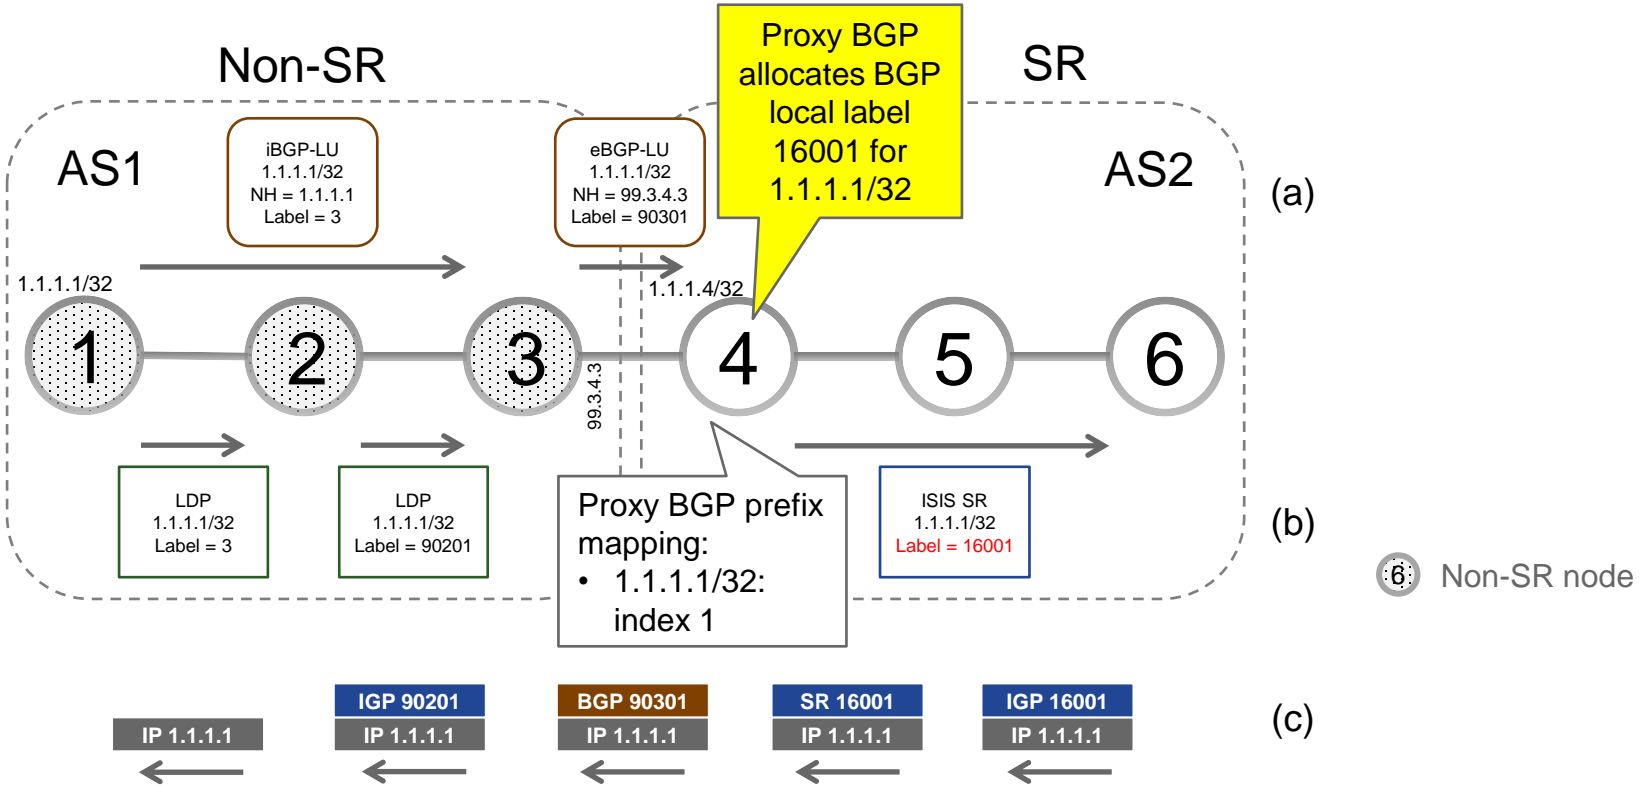 Non-SR
SR
Proxy BGP
allocates BGP
local label
16001 for
1.1.1.1/32
AS1
AS2
iBGP-LU
1.1.1.1/32
NH = 1.1.1.1
Label = 3
eBGP-LU
1.1.1.1/32
NH = 99.3.4.3
Label = 90301
(a)
1.1.1.1/32
1.1.1.4/32
1
2
3
4
5
6
99.3.4.3
LDP
1.1.1.1/32
Label = 3
LDP
1.1.1.1/32
Label = 90201
Proxy BGP prefix
mapping:
• 1.1.1.1/32:
index 1
ISIS SR
1.1.1.1/32
Label = 16001
(b)
6 Non-SR node
IP 1.1.1.1
IGP 90201
IP 1.1.1.1
BGP 90301
IP 1.1.1.1
SR 16001
IP 1.1.1.1
IGP 16001
IP 1.1.1.1
(c)